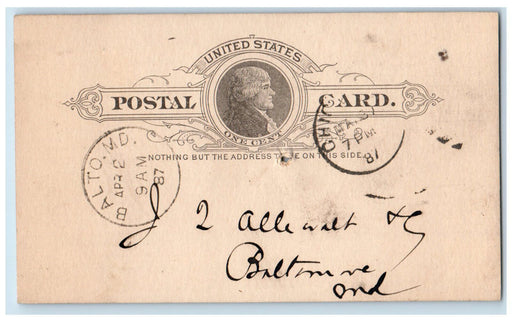 UNITED STATES
POSTAL CARD.
ONE CENT
NOTHING BUT THE ADDRESS TO BE ON THIS SIDE.
BALTO. MD.
APR 2
9 AM
87
7 PM
87
J
Baltimore
Md